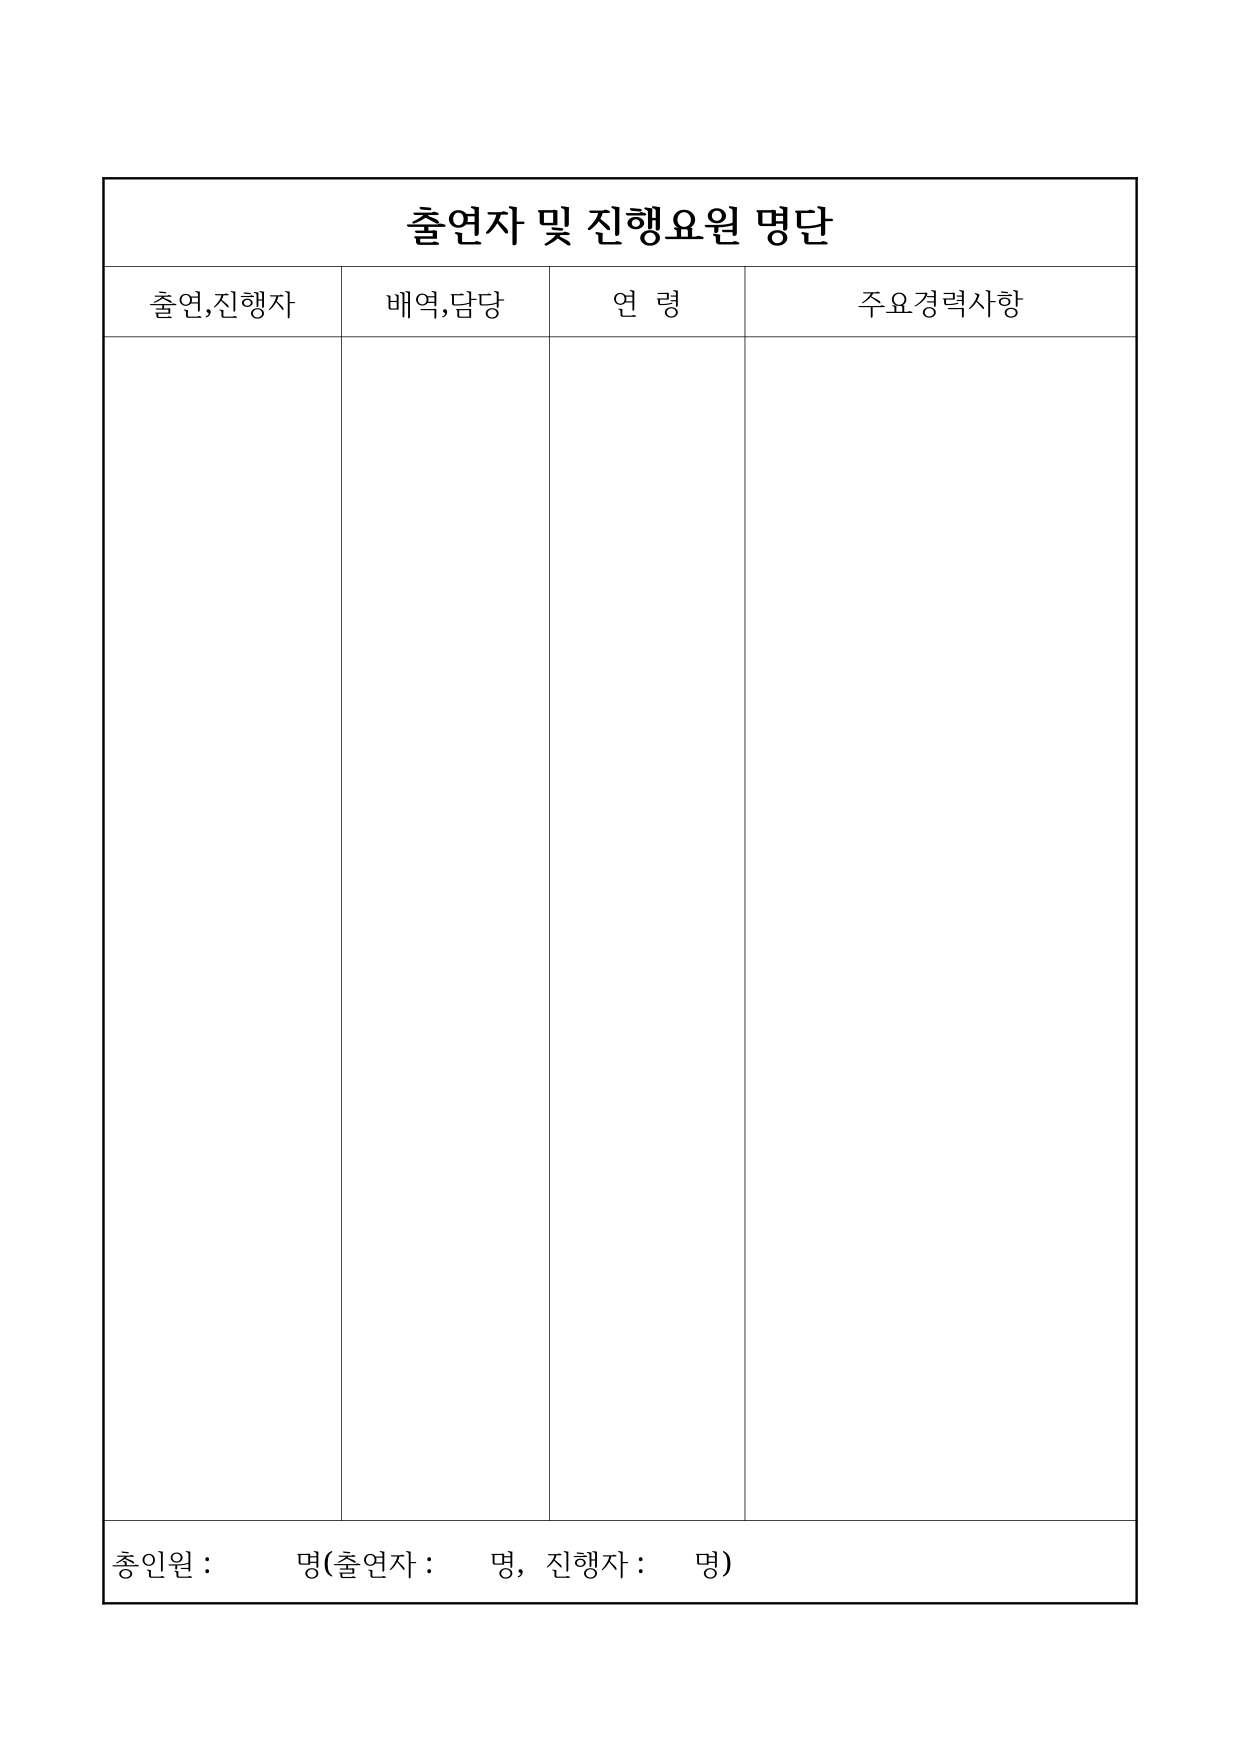 출연자 및 진행요원 명단
출연,진행자 배역,담당 연 령 주요경력사항
총인원 : 명(출연자 : 명, 진행자 : 명)